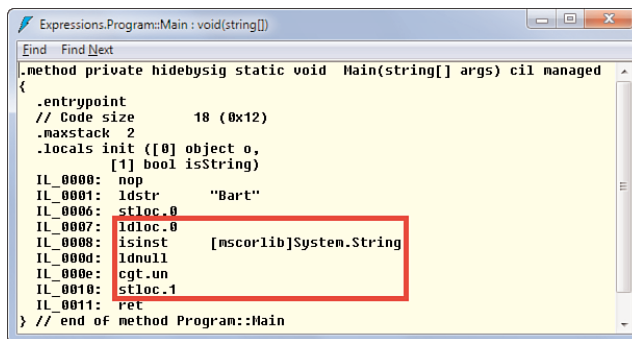 Expressions.Program::Main : void(string[])
Find Find Next
.method private hidebysig static void  Main(string[] args) cil managed
{
  .entrypoint
  // Code size       18 (0x12)
  .maxstack  2
  .locals init ([0] object o,
           [1] bool isString)
  IL_0000:  nop
  IL_0001:  ldstr      "Bart"
  IL_0006:  stloc.0
  IL_0007:  ldloc.0
  IL_0008:  isinst     [mscorlib]System.String
  IL_000d:  ldnull
  IL_000e:  cgt.un
  IL_0010:  stloc.1
  IL_0011:  ret
} // end of method Program::Main